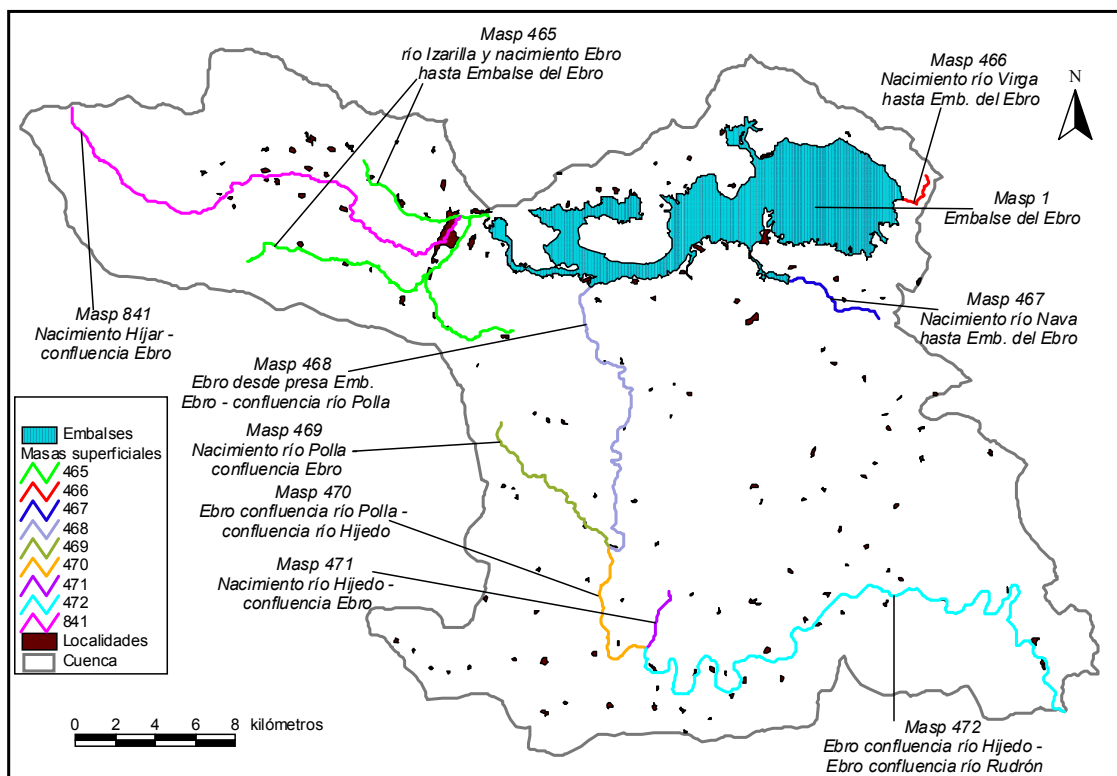 Masp 465
río Izarilla y nacimiento Ebro
hasta Embalse del Ebro
Masp 466
Nacimiento río Virga
hasta Emb. del Ebro
N
Masp 1
Embalse del Ebro
Masp 841
Nacimiento Híjar -
confluencia Ebro
Masp 467
Nacimiento río Nava
hasta Emb. del Ebro
Masp 468
Ebro desde presa Emb.
Ebro - confluencia río Polla
Masp 469
Nacimiento río Polla
confluencia Ebro
Masp 470
Ebro confluencia río Polla -
confluencia río Hijedo
Masp 471
Nacimiento río Hijedo -
confluencia Ebro
Embalses
Masas superficiales
465
466
467
468
469
470
471
472
841
Localidades
Cuenca
0 2 4 6 8 kilómetros
Masp 472
Ebro confluencia río Hijedo -
Ebro confluencia río Rudrón